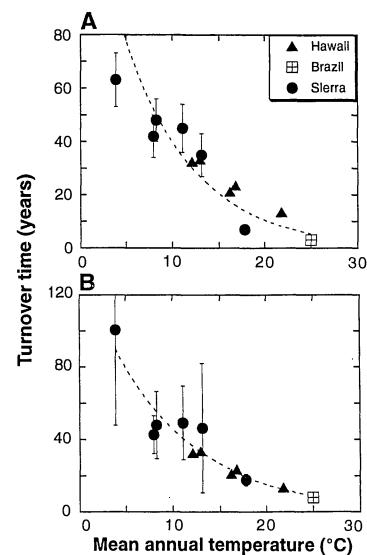 A
80
60
40
20
0
Hawaii
Brazil
Sierra
0 10 20 30
B
120
80
40
0
0 10 20 30
Turnover time (years)
Mean annual temperature (°C)